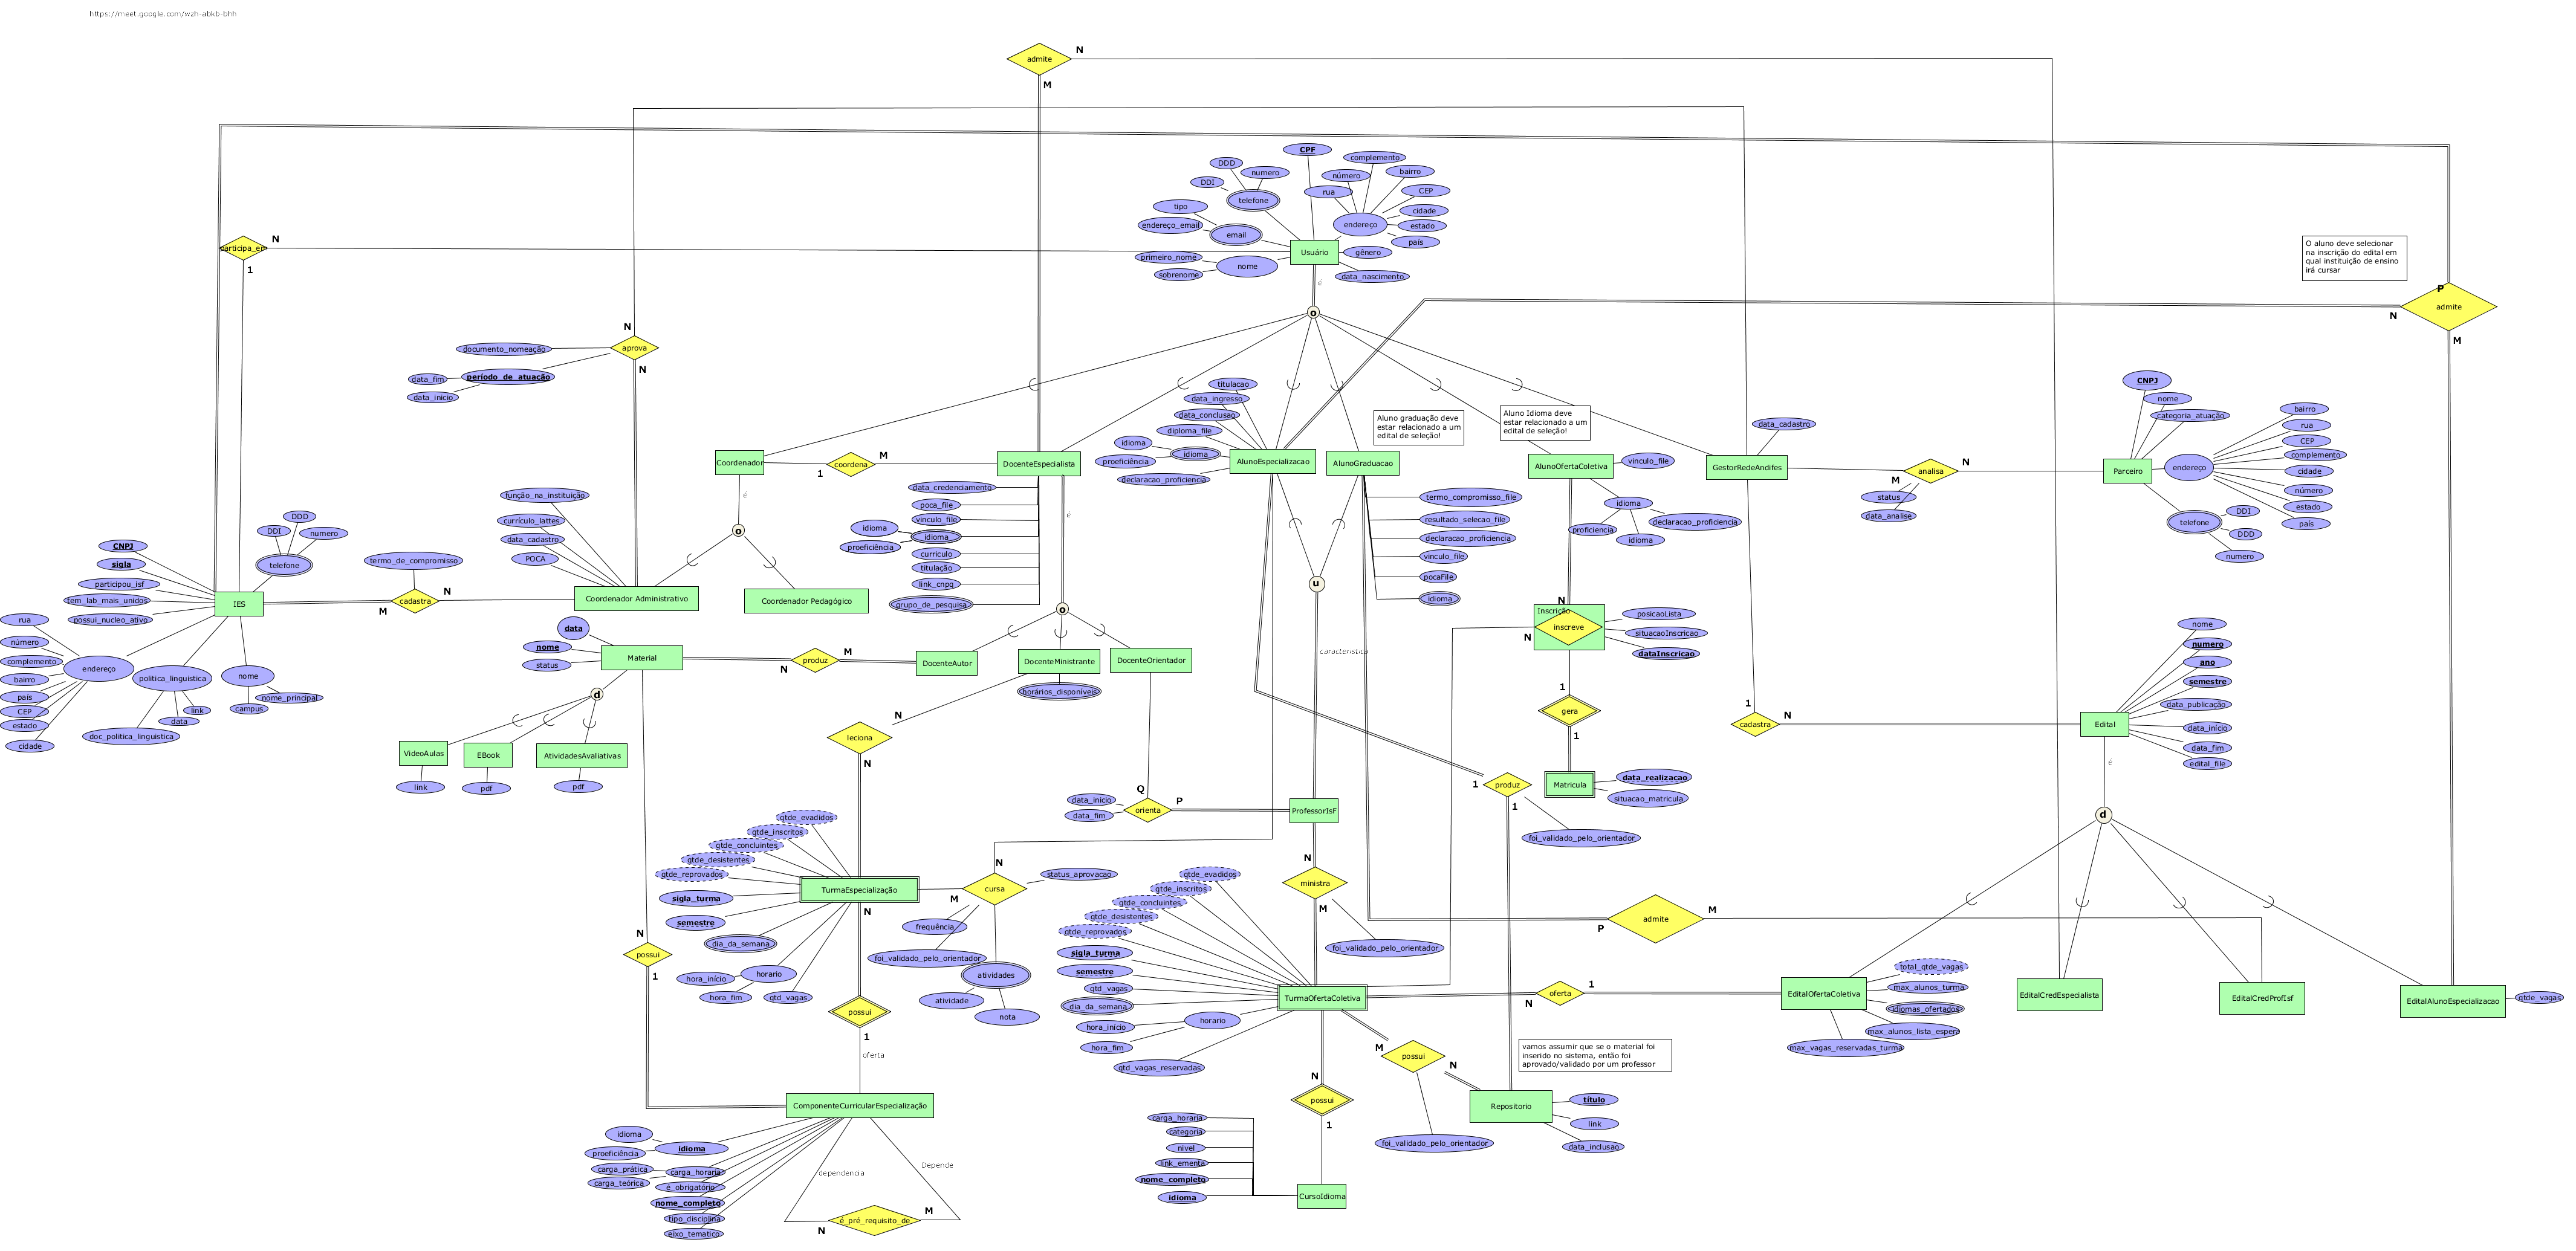 https://meet.google.com/wzh-abkb-bhh
admite
N
M
CPF
DDD
numero
DDI
telefone
complemento
número
bairro
rua
CEP
cidade
endereço
estado
país
tipo
endereço_email
email
primeiro_nome
sobrenome
nome
Usuário
gênero
data_nascimento
é
o
participa_em
N
1
O aluno deve selecionar
na inscrição do edital em
qual instituição de ensino
irá cursar
P
admite
N
M
N
aprova
N
documento_nomeação
período_de_atuação
data_fim
data_inicio
titulacao
data_ingresso
data_conclusao
diploma_file
idioma
proeficiência
idioma
declaracao_proficiencia
AlunoEspecializacao
AlunoGraduacao
Aluno graduação deve
estar relacionado a um
edital de seleção!
Aluno Idioma deve
estar relacionado a um
edital de seleção!
AlunoOfertaColetiva
vinculo_file
idioma
proficiencia
idioma
declaracao_proficiencia
data_cadastro
GestorRedeAndifes
analisa
N
M
status
data_analise
CNPJ
nome
categoria_atuação
Parceiro
endereço
bairro
rua
CEP
complemento
cidade
número
estado
país
telefone
DDI
DDD
numero
Coordenador
1
coordena
M
DocenteEspecialista
é
o
data_credenciamento
poca_file
vinculo_file
idioma
proeficiência
idioma
curriculo
titulação
link_cnpq
grupo_de_pesquisa
é
o
termo_compromisso_file
resultado_selecao_file
declaracao_proficiencia
vinculo_file
pocaFile
idioma
u
característica
função_na_instituição
currículo_lattes
data_cadastro
POCA
Coordenador Administrativo
Coordenador Pedagógico
DDD
DDI
numero
telefone
CNPJ
sigla
participou_isf
tem_lab_mais_unidos
possui_nucleo_ativo
IES
termo_de_compromisso
cadastra
M
N
rua
número
complemento
bairro
país
CEP
estado
cidade
endereço
politica_linguistica
doc_politica_linguistica
data
link
nome
campus
nome_principal
data
nome
status
Material
N
produz
M
DocenteAutor
DocenteMinistrante
DocenteOrientador
horários_disponíveis
d
VideoAulas
EBook
AtividadesAvaliativas
link
pdf
pdf
N
Inscrição
inscreve
N
posicaoLista
situacaoInscricao
dataInscricao
1
gera
1
Matricula
data_realizacao
situacao_matricula
1
cadastra
N
nome
numero
ano
semestre
data_publicação
data_início
data_fim
edital_file
Edital
é
d
N
leciona
N
Q
data_inicio
data_fim
orienta
P
ProfessorIsF
1
produz
1
foi_validado_pelo_orientador
qtde_evadidos
qtde_inscritos
qtde_concluintes
qtde_desistentes
qtde_reprovados
sigla_turma
semestre
dia_da_semana
hora_início
horario
hora_fim
qtd_vagas
TurmaEspecialização
N
M
N
cursa
status_aprovacao
frequência
foi_validado_pelo_orientador
atividades
atividade
nota
possui
1
oferta
N
possui
1
N
ministra
M
foi_validado_pelo_orientador
admite
M
P
qtde_evadidos
qtde_inscritos
qtde_concluintes
qtde_desistentes
qtde_reprovados
sigla_turma
semestre
qtd_vagas
dia_da_semana
hora_início
horario
hora_fim
qtd_vagas_reservadas
TurmaOfertaColetiva
N
oferta
1
EditalOfertaColetiva
total_qtde_vagas
max_alunos_turma
idiomas_ofertados
max_alunos_lista_espera
max_vagas_reservadas_turma
EditalCredEspecialista
EditalCredProfIsf
EditalAlunoEspecializacao
qtde_vagas
M
possui
N
foi_validado_pelo_orientador
vamos assumir que se o material foi
inserido no sistema, então foi
aprovado/validado por um professor
Repositorio
título
link
data_inclusao
N
possui
1
carga_horaria
categoria
nivel
link_ementa
nome_completo
idioma
CursoIdioma
ComponenteCurricularEspecialização
idioma
proeficiência
idioma
carga_prática
carga_teórica
carga_horaria
é_obrigatório
nome_completo
tipo_disciplina
eixo_tematico
dependencia
Depende
N
é_pré_requisito_de
M